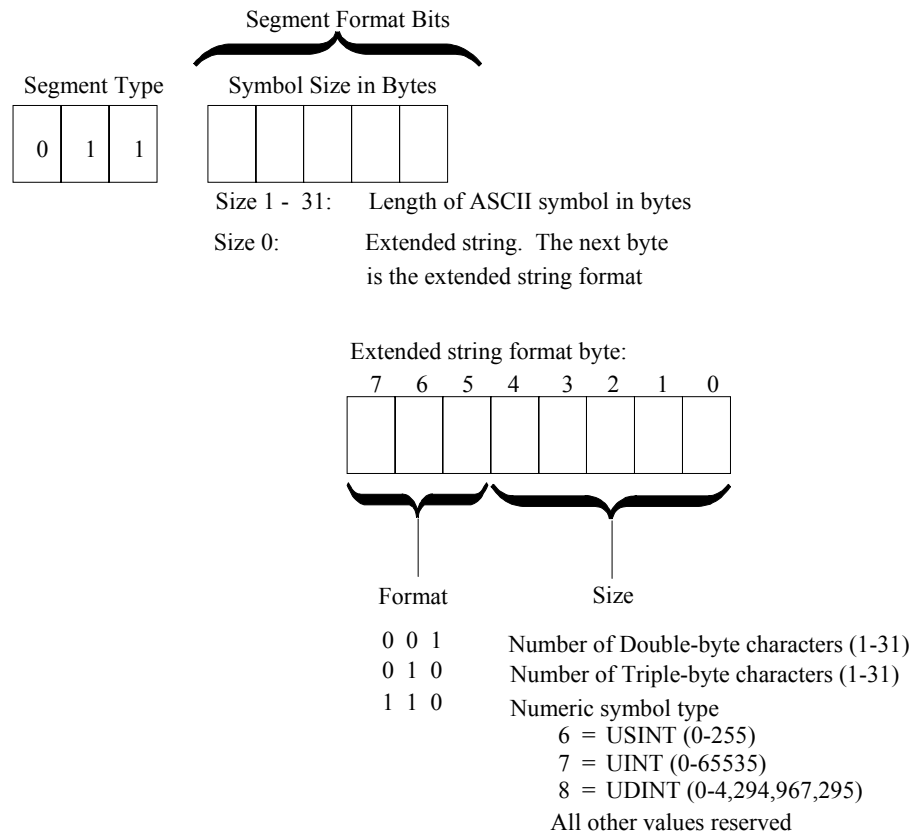 Segment Format Bits
Segment Type Symbol Size in Bytes
0 1 1
Size 1 - 31: Length of ASCII symbol in bytes
Size 0: Extended string. The next byte
is the extended string format
Extended string format byte:
7 6 5 4 3 2 1 0
Format Size
0 0 1 Number of Double-byte characters (1-31)
0 1 0 Number of Triple-byte characters (1-31)
1 1 0 Numeric symbol type
6 = USINT (0-255)
7 = UINT (0-65535)
8 = UDINT (0-4,294,967,295)
All other values reserved